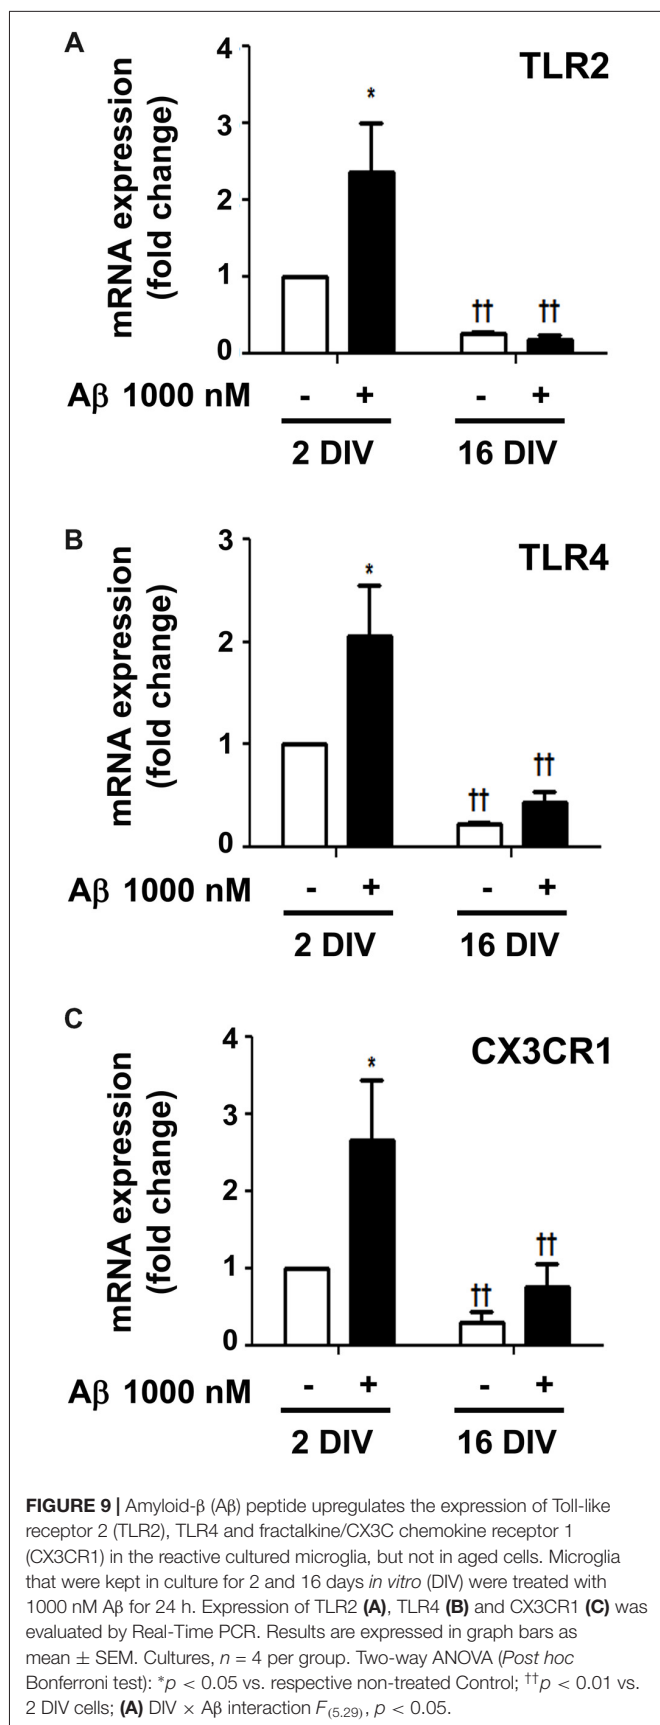 A
TLR2
mRNA expression
(fold change)
4
3
2
1
0
*
†† ††
Aβ 1000 nM - + - +
2 DIV 16 DIV
B
TLR4
mRNA expression
(fold change)
3
2
1
0
*
†† ††
Aβ 1000 nM - + - +
2 DIV 16 DIV
C
CX3CR1
mRNA expression
(fold change)
4
3
2
1
0
*
†† ††
Aβ 1000 nM - + - +
2 DIV 16 DIV
FIGURE 9 | Amyloid-β (Aβ) peptide upregulates the expression of Toll-like
receptor 2 (TLR2), TLR4 and fractalkine/CX3C chemokine receptor 1
(CX3CR1) in the reactive cultured microglia, but not in aged cells. Microglia
that were kept in culture for 2 and 16 days in vitro (DIV) were treated with
1000 nM Aβ for 24 h. Expression of TLR2 (A), TLR4 (B) and CX3CR1 (C) was
evaluated by Real-Time PCR. Results are expressed in graph bars as
mean ± SEM. Cultures, n = 4 per group. Two-way ANOVA (Post hoc
Bonferroni test): *p < 0.05 vs. respective non-treated Control; ††p < 0.01 vs.
2 DIV cells; (A) DIV × Aβ interaction F(5.29), p < 0.05.